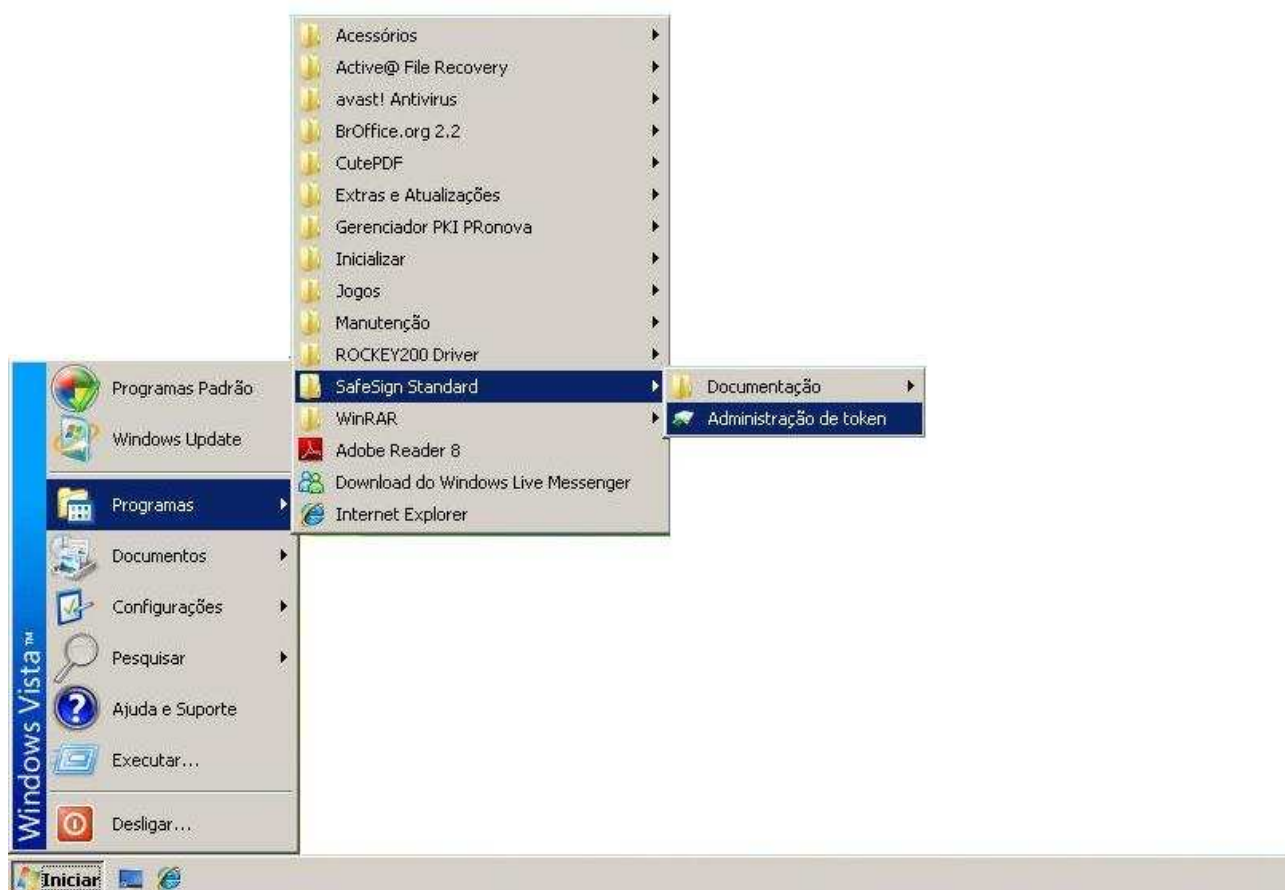 Acessórios
Active@ File Recovery
avast! Antivirus
BrOffice.org 2.2
CutePDF
Extras e Atualizações
Gerenciador PKI PRonova
Inicializar
Jogos
Manutenção
ROCKEY200 Driver
SafeSign Standard
WinRAR
Adobe Reader 8
Download do Windows Live Messenger
Internet Explorer
Documentação
Administração de token
Programas Padrão
Windows Update
Programas
Documentos
Configurações
Pesquisar
Ajuda e Suporte
Executar...
Desligar...
Windows Vista™
Iniciar